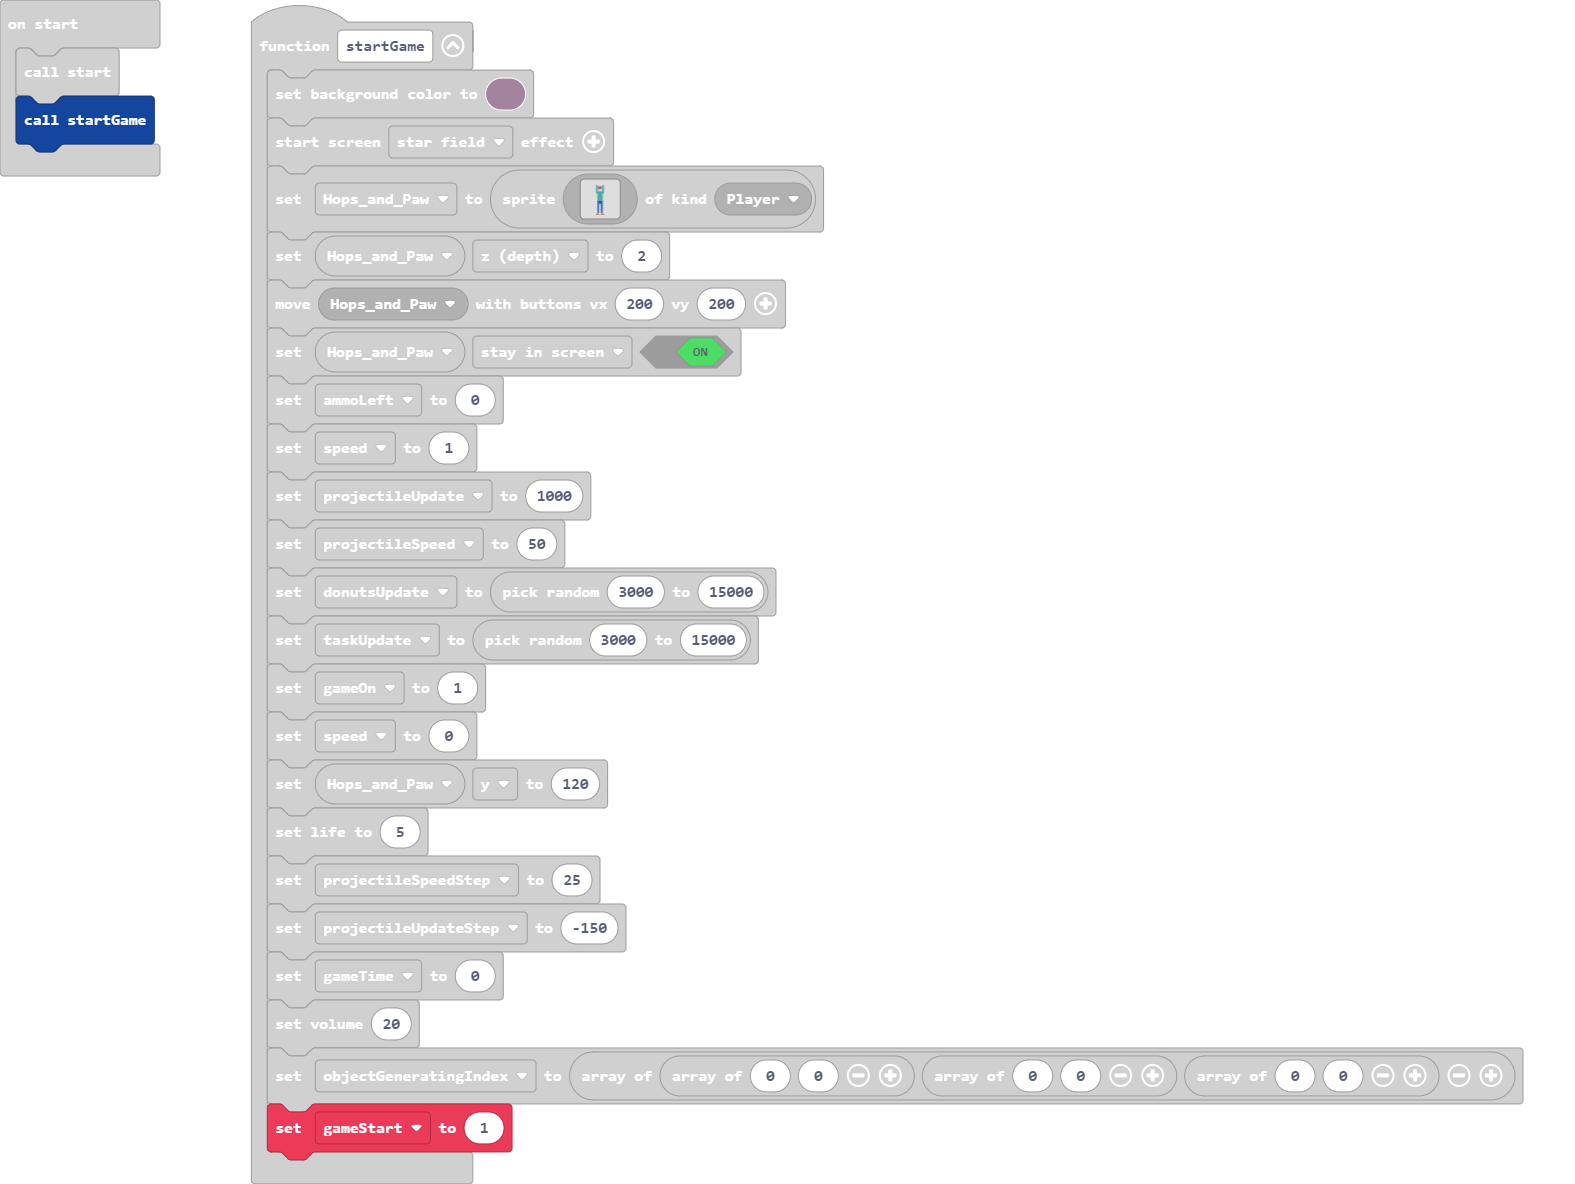 on start
call start
call startGame
function startGame
set background color to
start screen star field effect
set Hops_and_Paw to sprite of kind Player
set Hops_and_Paw z (depth) to 2
move Hops_and_Paw with buttons vx 200 vy 200
set Hops_and_Paw stay in screen ON
set ammoLeft to 0
set speed to 1
set projectileUpdate to 1000
set projectileSpeed to 50
set donutsUpdate to pick random 3000 to 15000
set taskUpdate to pick random 3000 to 15000
set gameOn to 1
set speed to 0
set Hops_and_Paw y to 120
set life to 5
set projectileSpeedStep to 25
set projectileUpdateStep to -150
set gameTime to 0
set volume 20
set objectGeneratingIndex to array of array of 0 0 array of 0 0 array of 0 0
set gameStart to 1